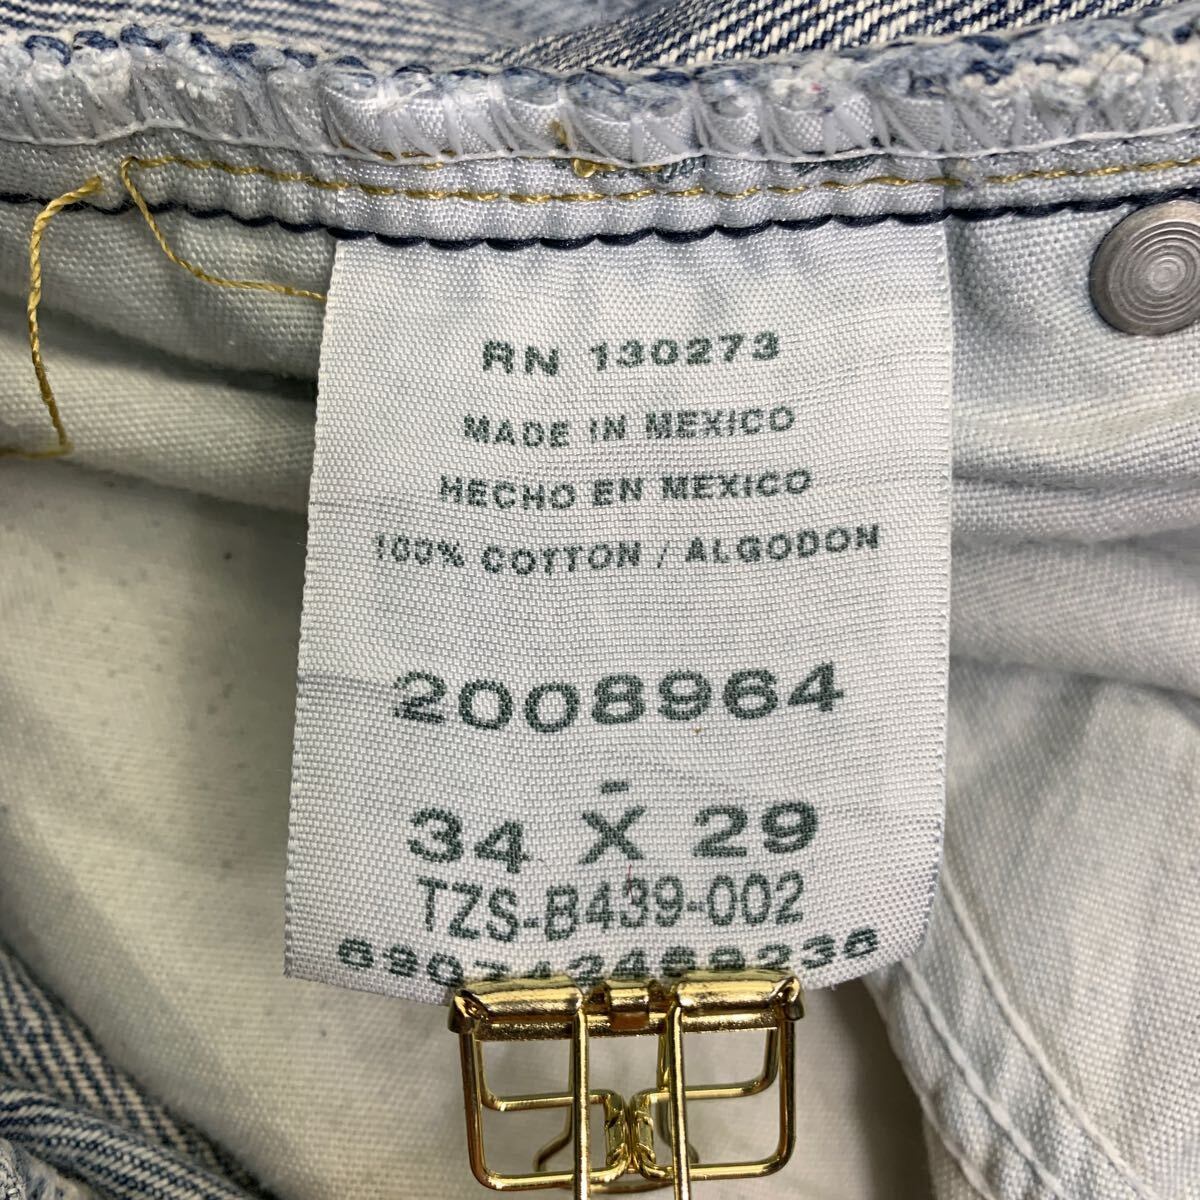 RN 130273
MADE IN MEXICO
HECHO EN MEXICO
100% COTTON / ALGODON
2008964
-
34 X 29
TZS-B439-002